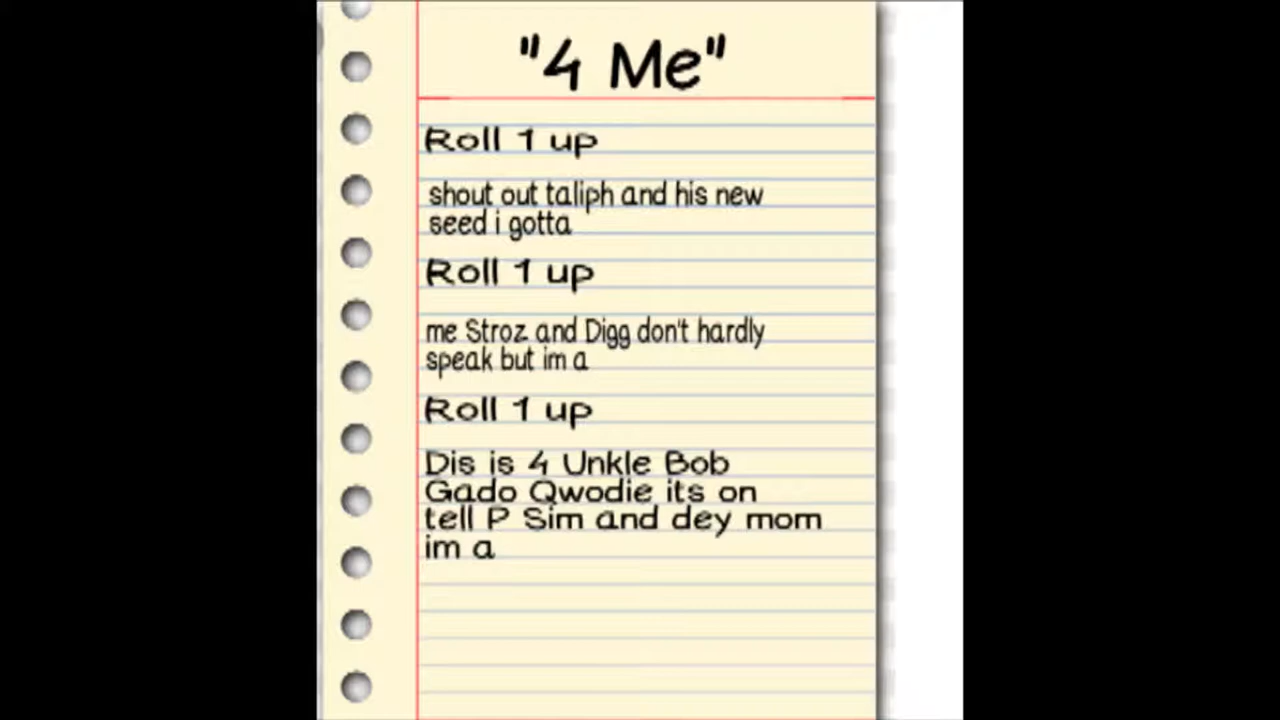 "4 Me"
Roll 1 up
shout out taliph and his new
seed i gotta
Roll 1 up
me Stroz and Digg don't hardly
speak but im a
Roll 1 up
Dis is 4 Unkle Bob
Gado Qwodie its on
tell P Sim and dey mom
im a